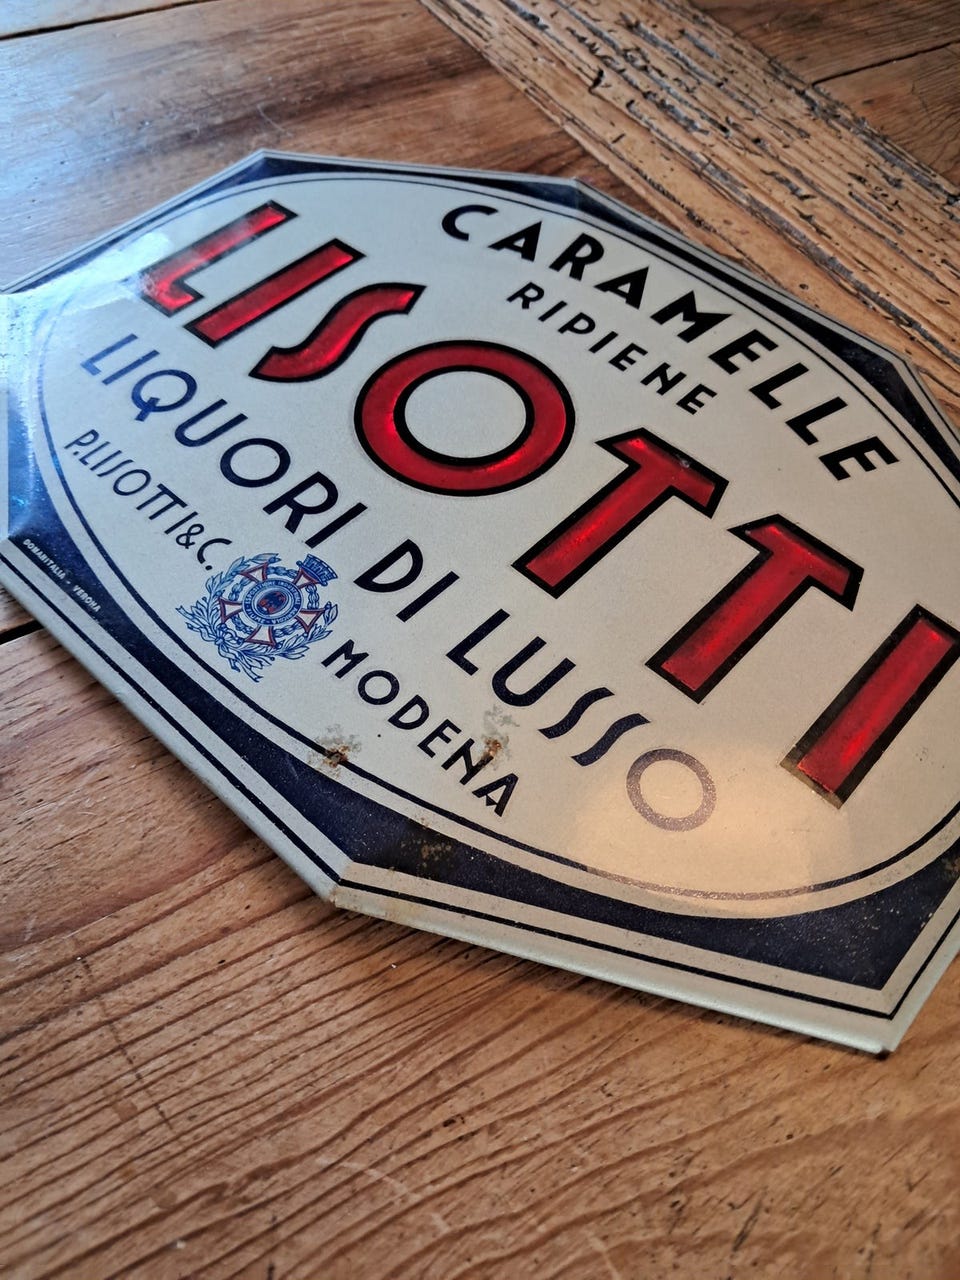 CARAMELLE
RIPIENE
LISOTTI
LIQUORI DI LUSSO
P.LISOTTI&C. MODENA